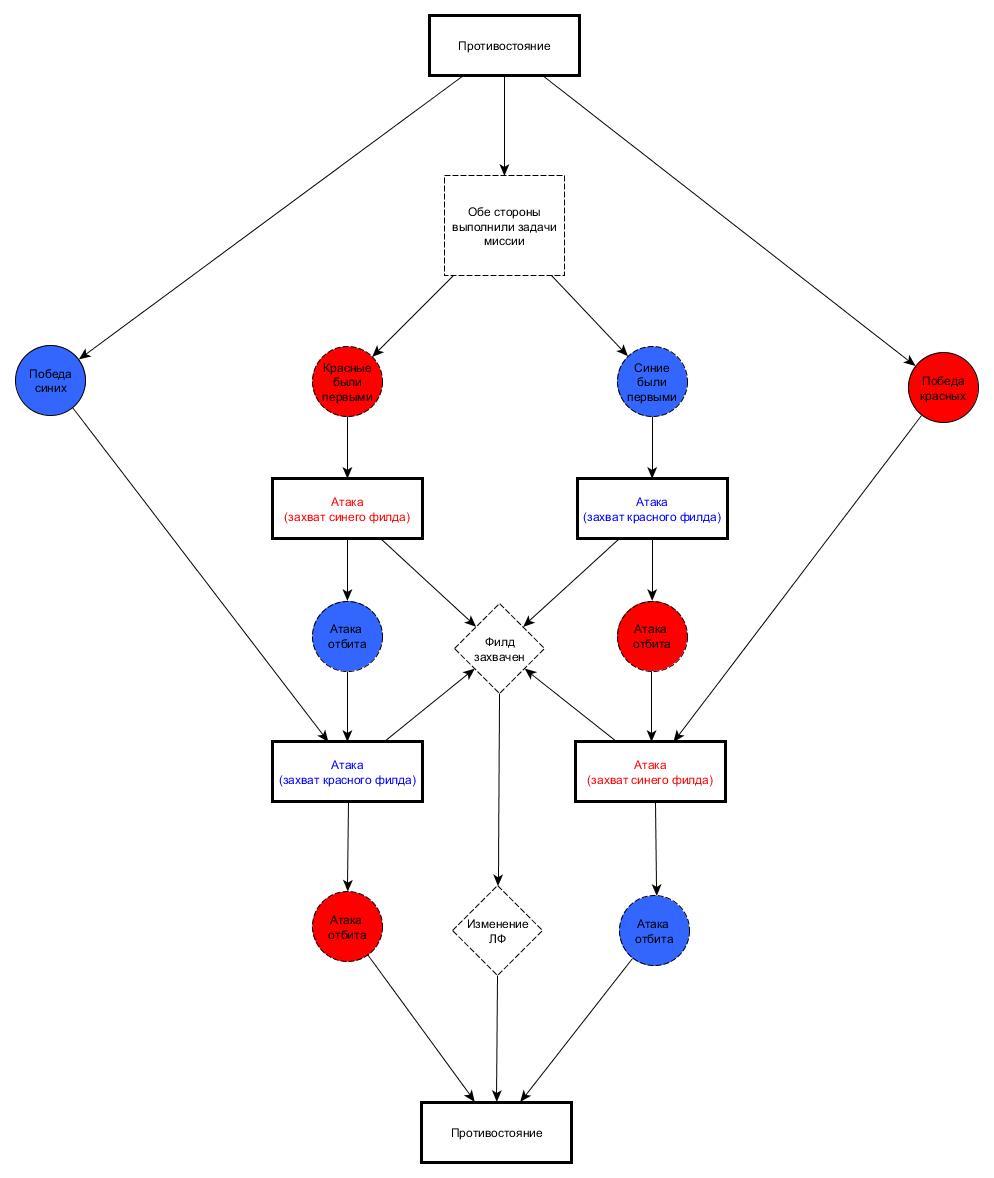 Противостояние
Обе стороны
выполнили задачи
миссии
Победа
синих
Красные
были
первыми
Синие
были
первыми
Победа
красных
Атака
(захват синего филда)
Атака
(захват красного филда)
Атака
отбита
Филд
захвачен
Атака
отбита
Атака
(захват красного филда)
Атака
(захват синего филда)
Атака
отбита
Изменение
ЛФ
Атака
отбита
Противостояние